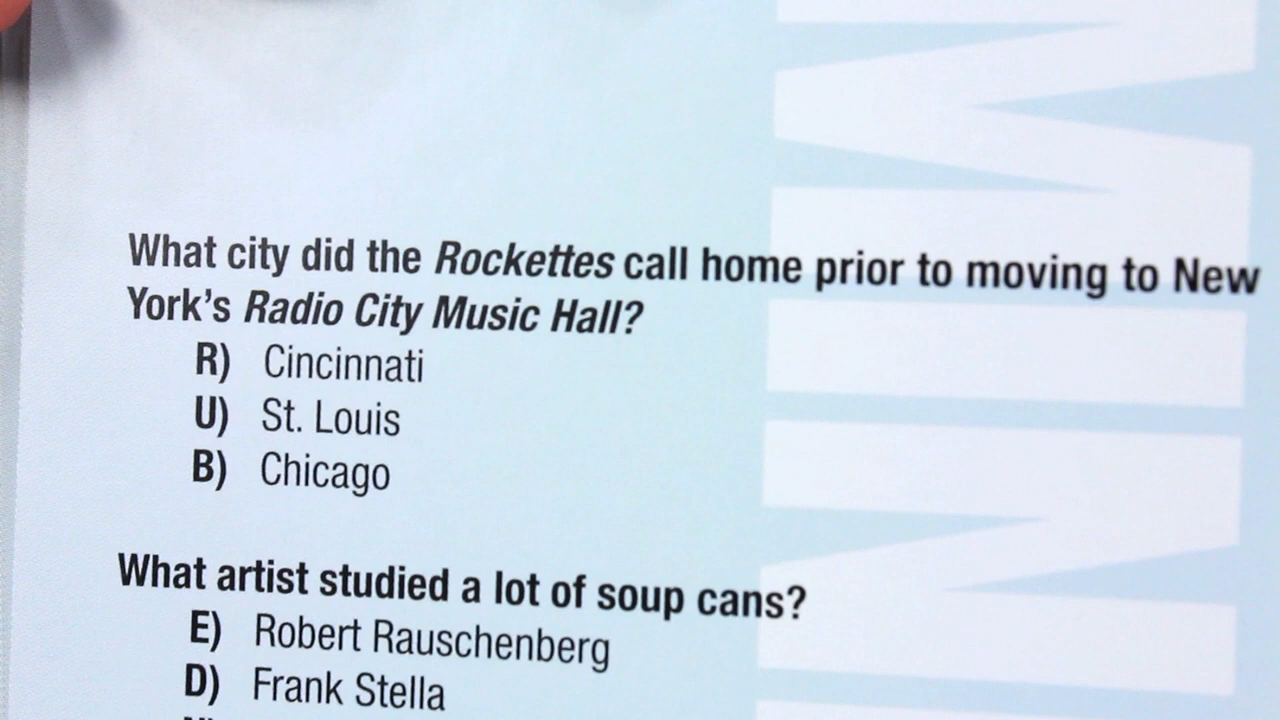 What city did the Rockettes call home prior to moving to New
York's Radio City Music Hall?
R) Cincinnati
U) St. Louis
B) Chicago
What artist studied a lot of soup cans?
E) Robert Rauschenberg
D) Frank Stella